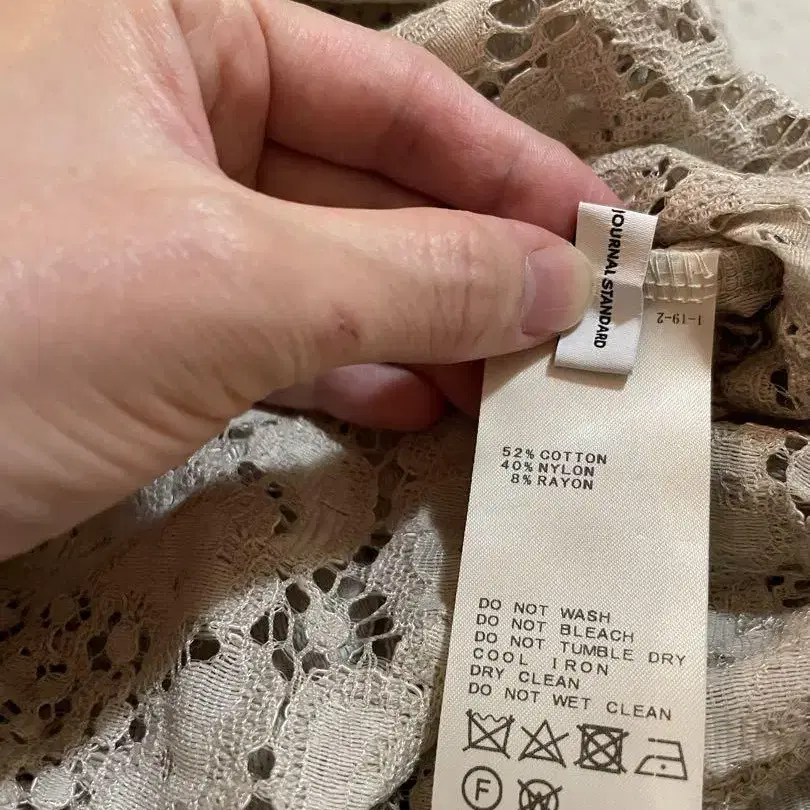 JOURNAL STANDARD
1-19-2
52% COTTON
40% NYLON
8% RAYON
DO NOT WASH
DO NOT BLEACH
DO NOT TUMBLE DRY
COOL IRON
DRY CLEAN
DO NOT WET CLEAN
F W